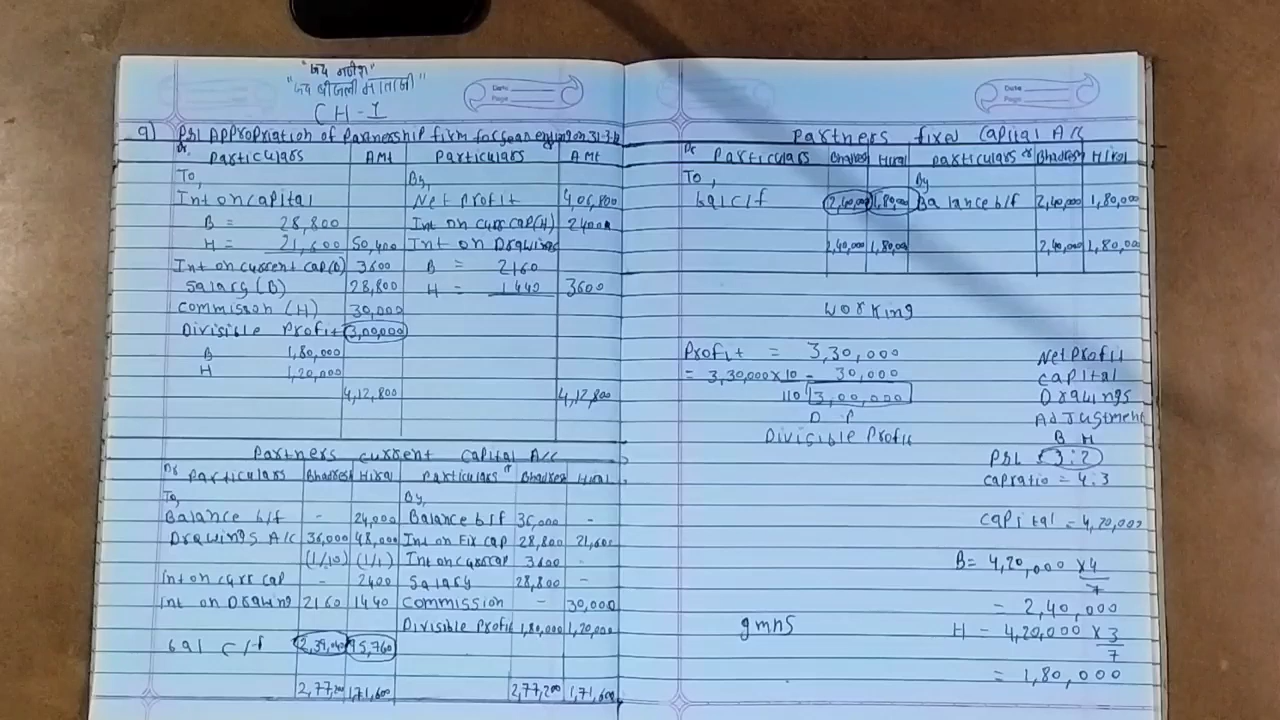 "जय गणेश"
"जय बीजली माताजी"
CH-1
Date:
Page:
9) P&L Appropriation of Partnership firm for year ending on 31-3-
Dr
Particulars AMt Particulars AMt
To, By,
Int on capital Net Profit 4,06,800
B = 28,800 Int on curr cap(H) 2400
H = 21,600 50,400 Int on Drawings
Int on current cap(B) 3600 B = 2160
Salary (B) 28,800 H = 1440 3600
Commission (H) 30,000
Divisible Profit 3,00,000
B 1,80,000
H 1,20,000
4,12,800 4,12,800
Partners current capital A/C
Dr Particulars Bhadresh Hiral Particulars Cr Bhadresh Hiral
To, By,
Balance b/f - 24,000 Balance b/f 36,000 -
Drawings A/C 36,000 48,000 Int on Fix cap 28,800 21,600
(1/10) (1/1) Int on curr cap 3600 -
Int on curr cap - 2400 Salary 28,800 -
Int on Drawing 2160 1440 Commission - 30,000
Divisible Profit 1,80,000 1,20,000
bal c/f 2,39,040 95,760
2,77,200 1,71,600 2,77,200 1,71,600
Date:
Page:
Partners fixed Capital A/C
Dr Particulars Bhadresh Hiral Particulars Cr Bhadresh Hiral
To, By
bal c/f 2,40,000 1,80,000 Balance b/f 2,40,000 1,80,000
2,40,000 1,80,000 2,40,000 1,80,000
Working
Profit = 3,30,000
= 3,30,000 x 10 - 30,000
110 3,00,000
D P
Divisible Profit
Net Profit
Capital
Drawings
Adjustment
B H
PSL 3:2
Cap ratio = 4:3
Capital = 4,20,000
B = 4,20,000 x 4
7
= 2,40,000
gmns
H = 4,20,000 x 3
7
= 1,80,000